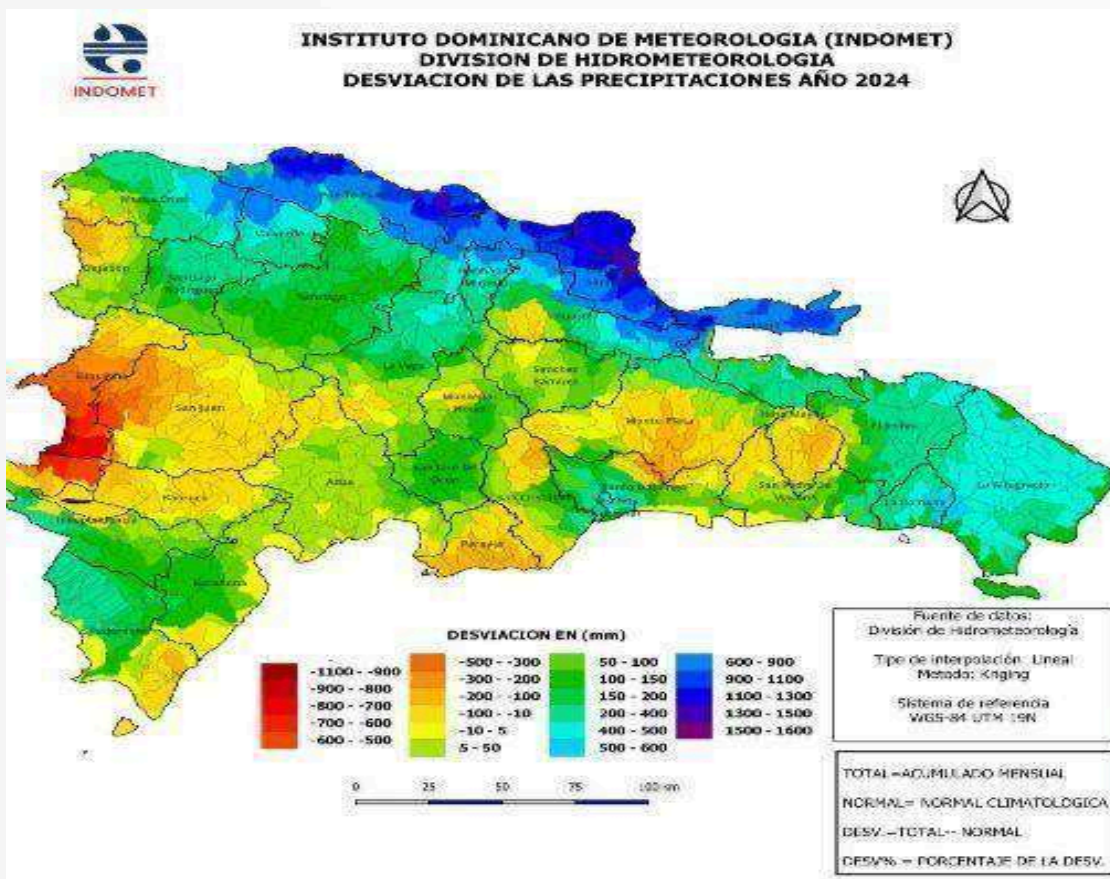 INDOMET
INSTITUTO DOMINICANO DE METEOROLOGIA (INDOMET)
DIVISION DE HIDROMETEOROLOGIA
DESVIACION DE LAS PRECIPITACIONES AÑO 2024
Dajabon
Santiago
La Vega
San Juan
Azua
Monte Plata
La Altagracia
La Romana
Peravia
DESVIACION EN (mm)
-1100 - -900
-900 - -800
-800 - -700
-700 - -600
-600 - -500
-500 - -300
-300 - -200
-200 - -100
-100 - -10
-10 - 5
5 - 50
50 - 100
100 - 150
150 - 200
200 - 400
400 - 500
500 - 600
600 - 900
900 - 1100
1100 - 1300
1300 - 1500
1500 - 1600
0 25 50 75 100 km
Fuente de datos:
División de Hidrometeorología
Tipo de interpolación: Lineal
Metodo: Kriging
Sistema de referencia
WGS-84 UTM 19N
TOTAL=ACUMULADO MENSUAL
NORMAL= NORMAL CLIMATOLOGICA
DESV.=TOTAL-- NORMAL
DESV% = PORCENTAJE DE LA DESV.